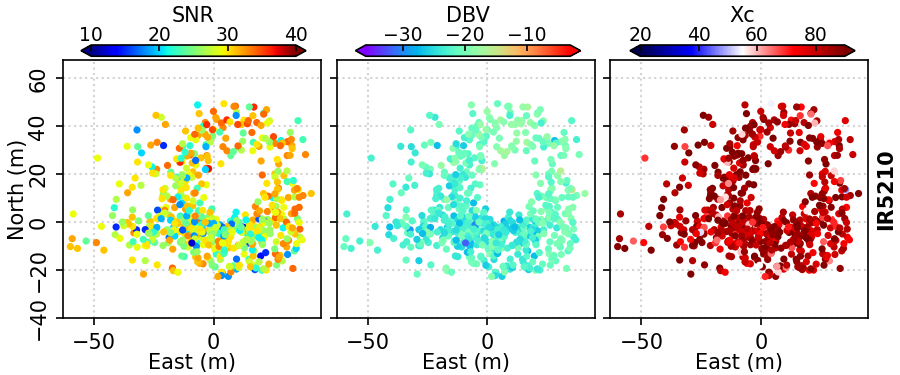 SNR
DBV
Xc
10 20 30 40
−30 −20 −10
20 40 60 80
North (m)
60
40
20
0
−20
−40
−50 0
−50 0
−50 0
East (m)
East (m)
East (m)
IR5210